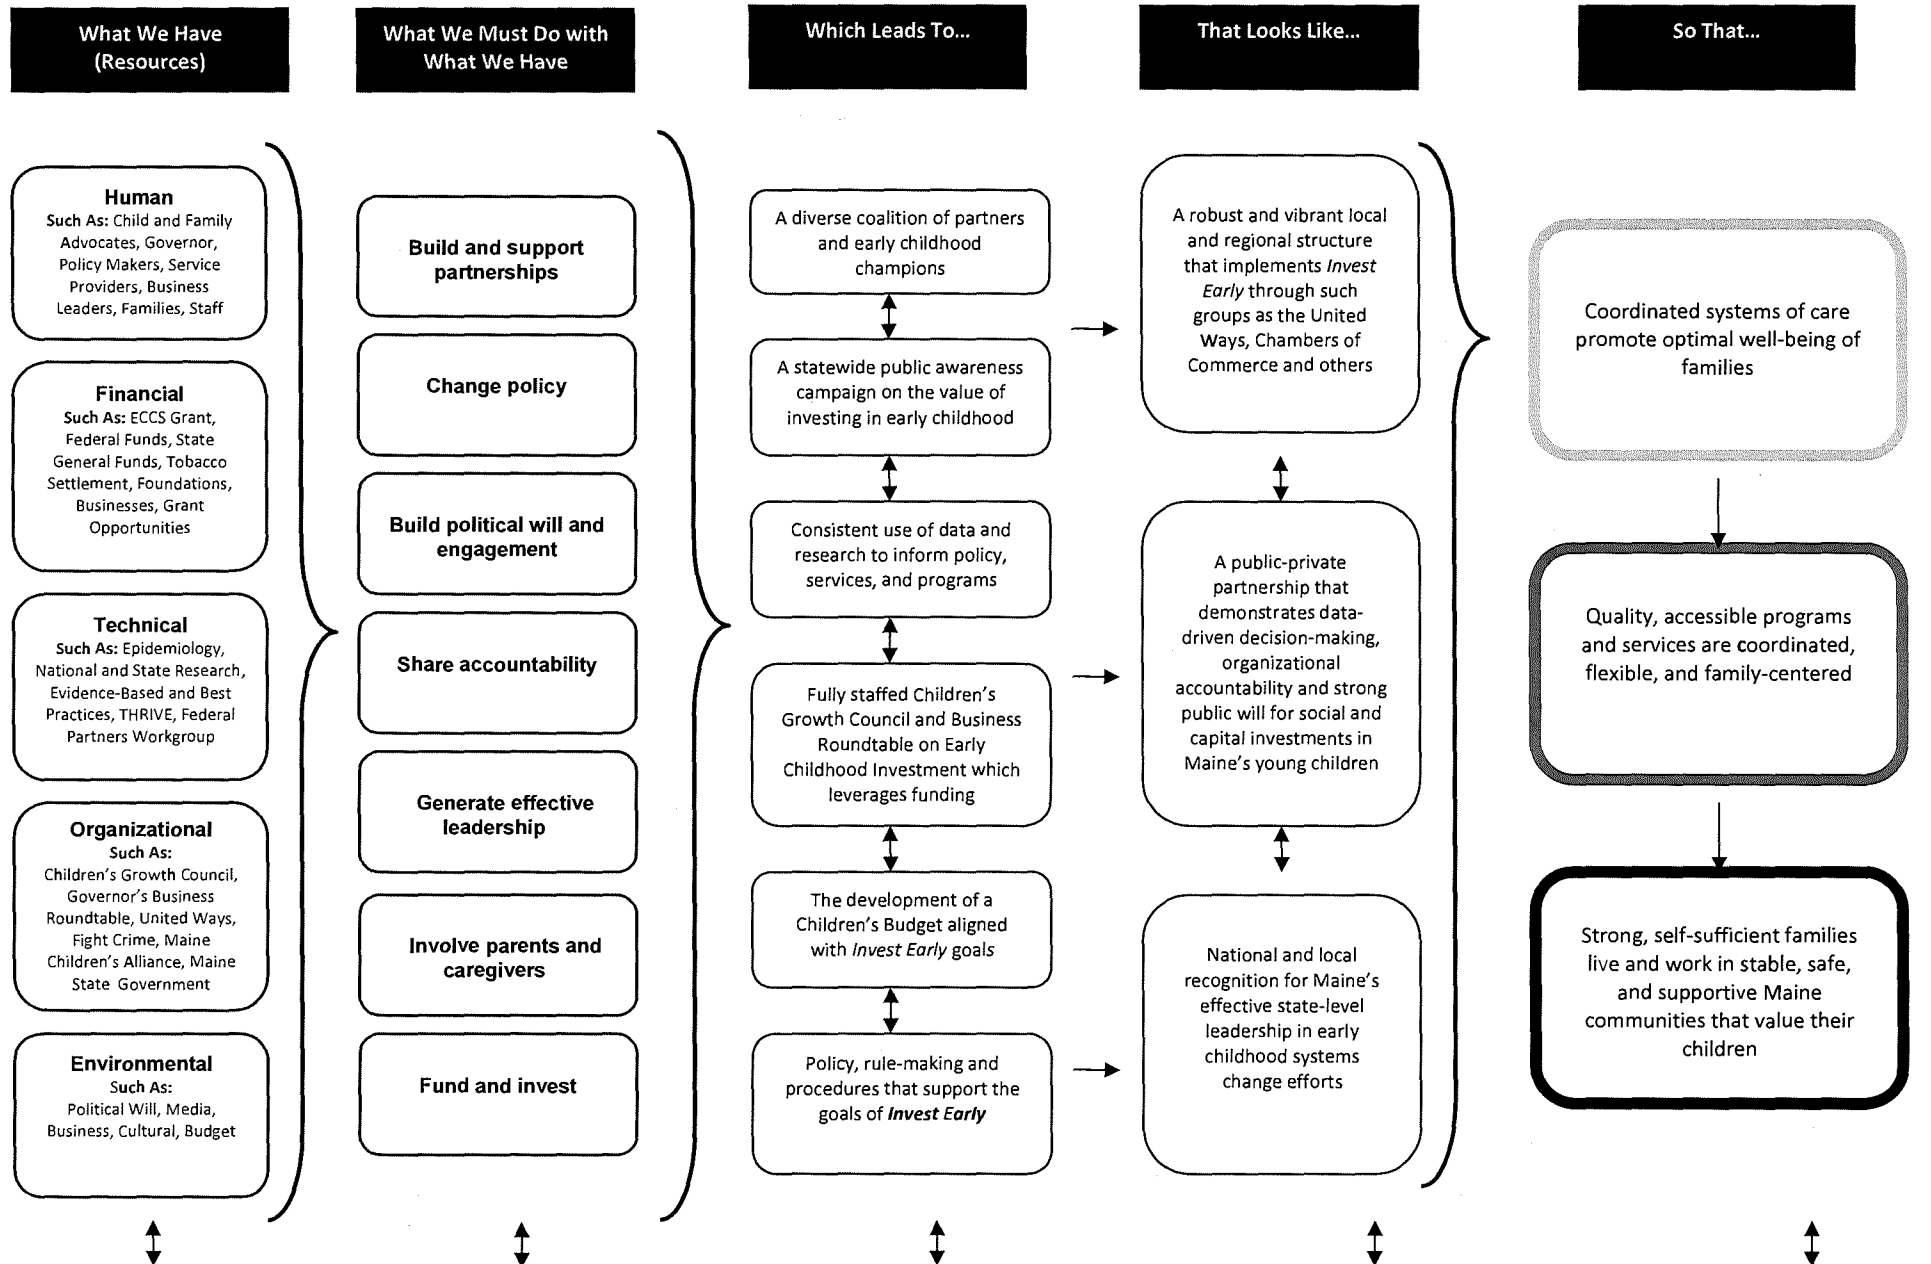 What We Have
(Resources)
What We Must Do with
What We Have
Which Leads To...
That Looks Like...
So That...
Human
Such As: Child and Family
Advocates, Governor,
Policy Makers, Service
Providers, Business
Leaders, Families, Staff
Financial
Such As: ECCS Grant,
Federal Funds, State
General Funds, Tobacco
Settlement, Foundations,
Businesses, Grant
Opportunities
Technical
Such As: Epidemiology,
National and State Research,
Evidence-Based and Best
Practices, THRIVE, Federal
Partners Workgroup
Organizational
Such As:
Children's Growth Council,
Governor's Business
Roundtable, United Ways,
Fight Crime, Maine
Children's Alliance, Maine
State Government
Environmental
Such As:
Political Will, Media,
Business, Cultural, Budget
Build and support
partnerships
Change policy
Build political will and
engagement
Share accountability
Generate effective
leadership
Involve parents and
caregivers
Fund and invest
A diverse coalition of partners
and early childhood
champions
A statewide public awareness
campaign on the value of
investing in early childhood
Consistent use of data and
research to inform policy,
services, and programs
Fully staffed Children's
Growth Council and Business
Roundtable on Early
Childhood Investment which
leverages funding
The development of a
Children's Budget aligned
with Invest Early goals
Policy, rule-making and
procedures that support the
goals of Invest Early
A robust and vibrant local
and regional structure
that implements Invest
Early through such
groups as the United
Ways, Chambers of
Commerce and others
A public-private
partnership that
demonstrates data-
driven decision-making,
organizational
accountability and strong
public will for social and
capital investments in
Maine's young children
National and local
recognition for Maine's
effective state-level
leadership in early
childhood systems
change efforts
Coordinated systems of care
promote optimal well-being of
families
Quality, accessible programs
and services are coordinated,
flexible, and family-centered
Strong, self-sufficient families
live and work in stable, safe,
and supportive Maine
communities that value their
children